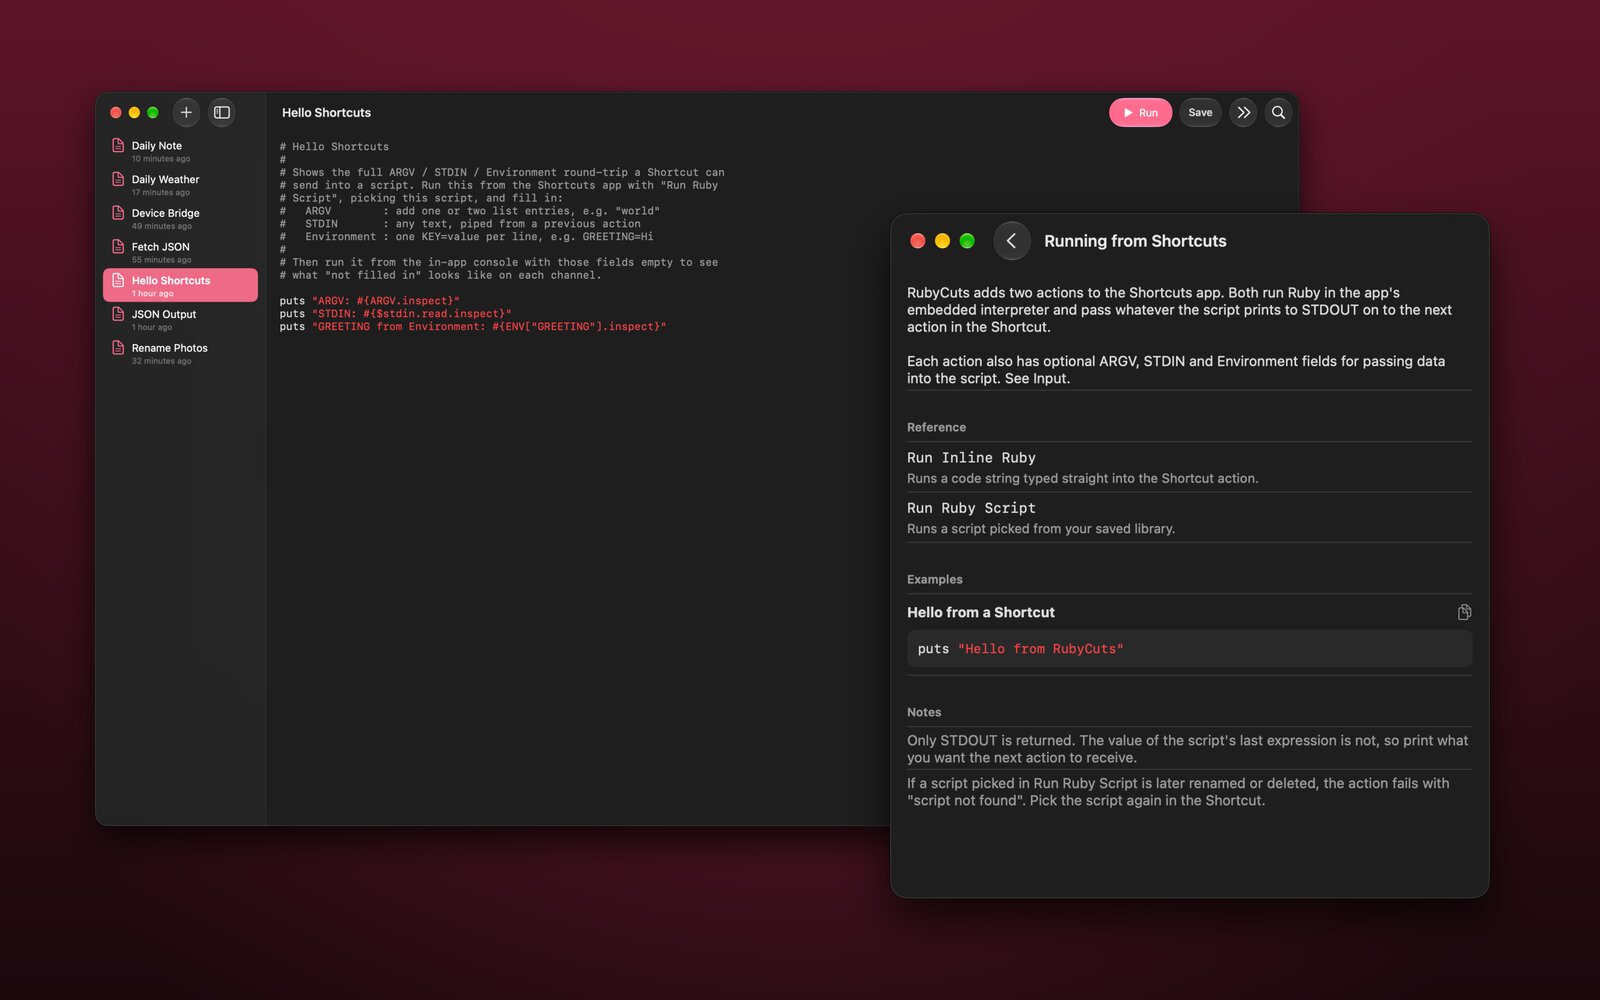 Daily Note
10 minutes ago
Daily Weather
17 minutes ago
Device Bridge
49 minutes ago
Fetch JSON
55 minutes ago
Hello Shortcuts
1 hour ago
JSON Output
1 hour ago
Rename Photos
32 minutes ago
Hello Shortcuts
Run
Save
# Hello Shortcuts
#
# Shows the full ARGV / STDIN / Environment round-trip a Shortcut can
# send into a script. Run this from the Shortcuts app with "Run Ruby
# Script", picking this script, and fill in:
#   ARGV        : add one or two list entries, e.g. "world"
#   STDIN       : any text, piped from a previous action
#   Environment : one KEY=value per line, e.g. GREETING=Hi
#
# Then run it from the in-app console with those fields empty to see
# what "not filled in" looks like on each channel.
puts "ARGV: #{ARGV.inspect}"
puts "STDIN: #{$stdin.read.inspect}"
puts "GREETING from Environment: #{ENV["GREETING"].inspect}"
Running from Shortcuts
RubyCuts adds two actions to the Shortcuts app. Both run Ruby in the app's
embedded interpreter and pass whatever the script prints to STDOUT on to the next
action in the Shortcut.
Each action also has optional ARGV, STDIN and Environment fields for passing data
into the script. See Input.
Reference
Run Inline Ruby
Runs a code string typed straight into the Shortcut action.
Run Ruby Script
Runs a script picked from your saved library.
Examples
Hello from a Shortcut
puts "Hello from RubyCuts"
Notes
Only STDOUT is returned. The value of the script's last expression is not, so print what
you want the next action to receive.
If a script picked in Run Ruby Script is later renamed or deleted, the action fails with
"script not found". Pick the script again in the Shortcut.